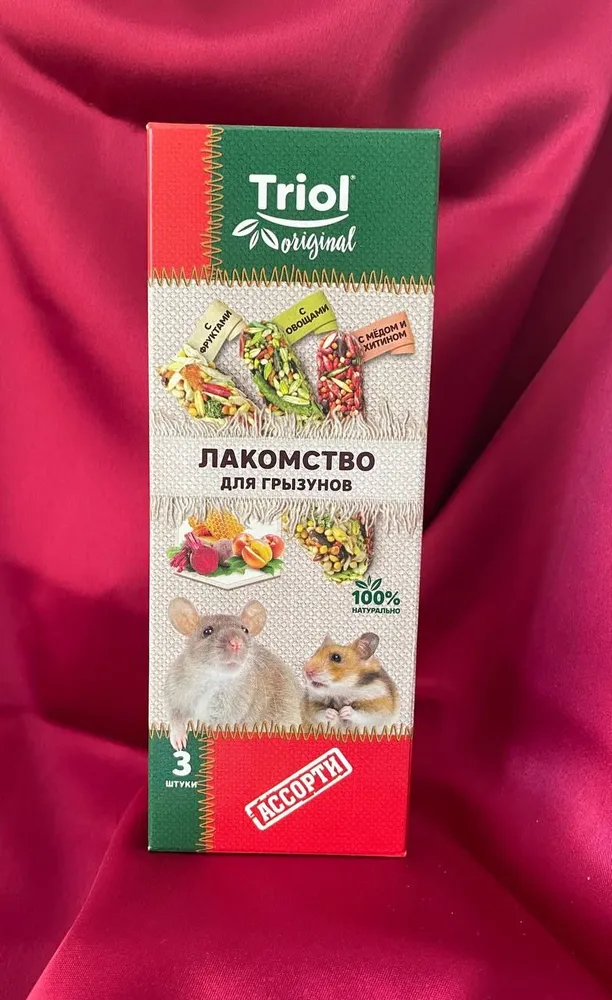 Triol®
original
С
ФРУКТАМИ
С
ОВОЩАМИ
С МЁДОМ И
ХИТИНОМ
ЛАКОМСТВО
ДЛЯ ГРЫЗУНОВ
100%
НАТУРАЛЬНО
3
ШТУКИ
АССОРТИ